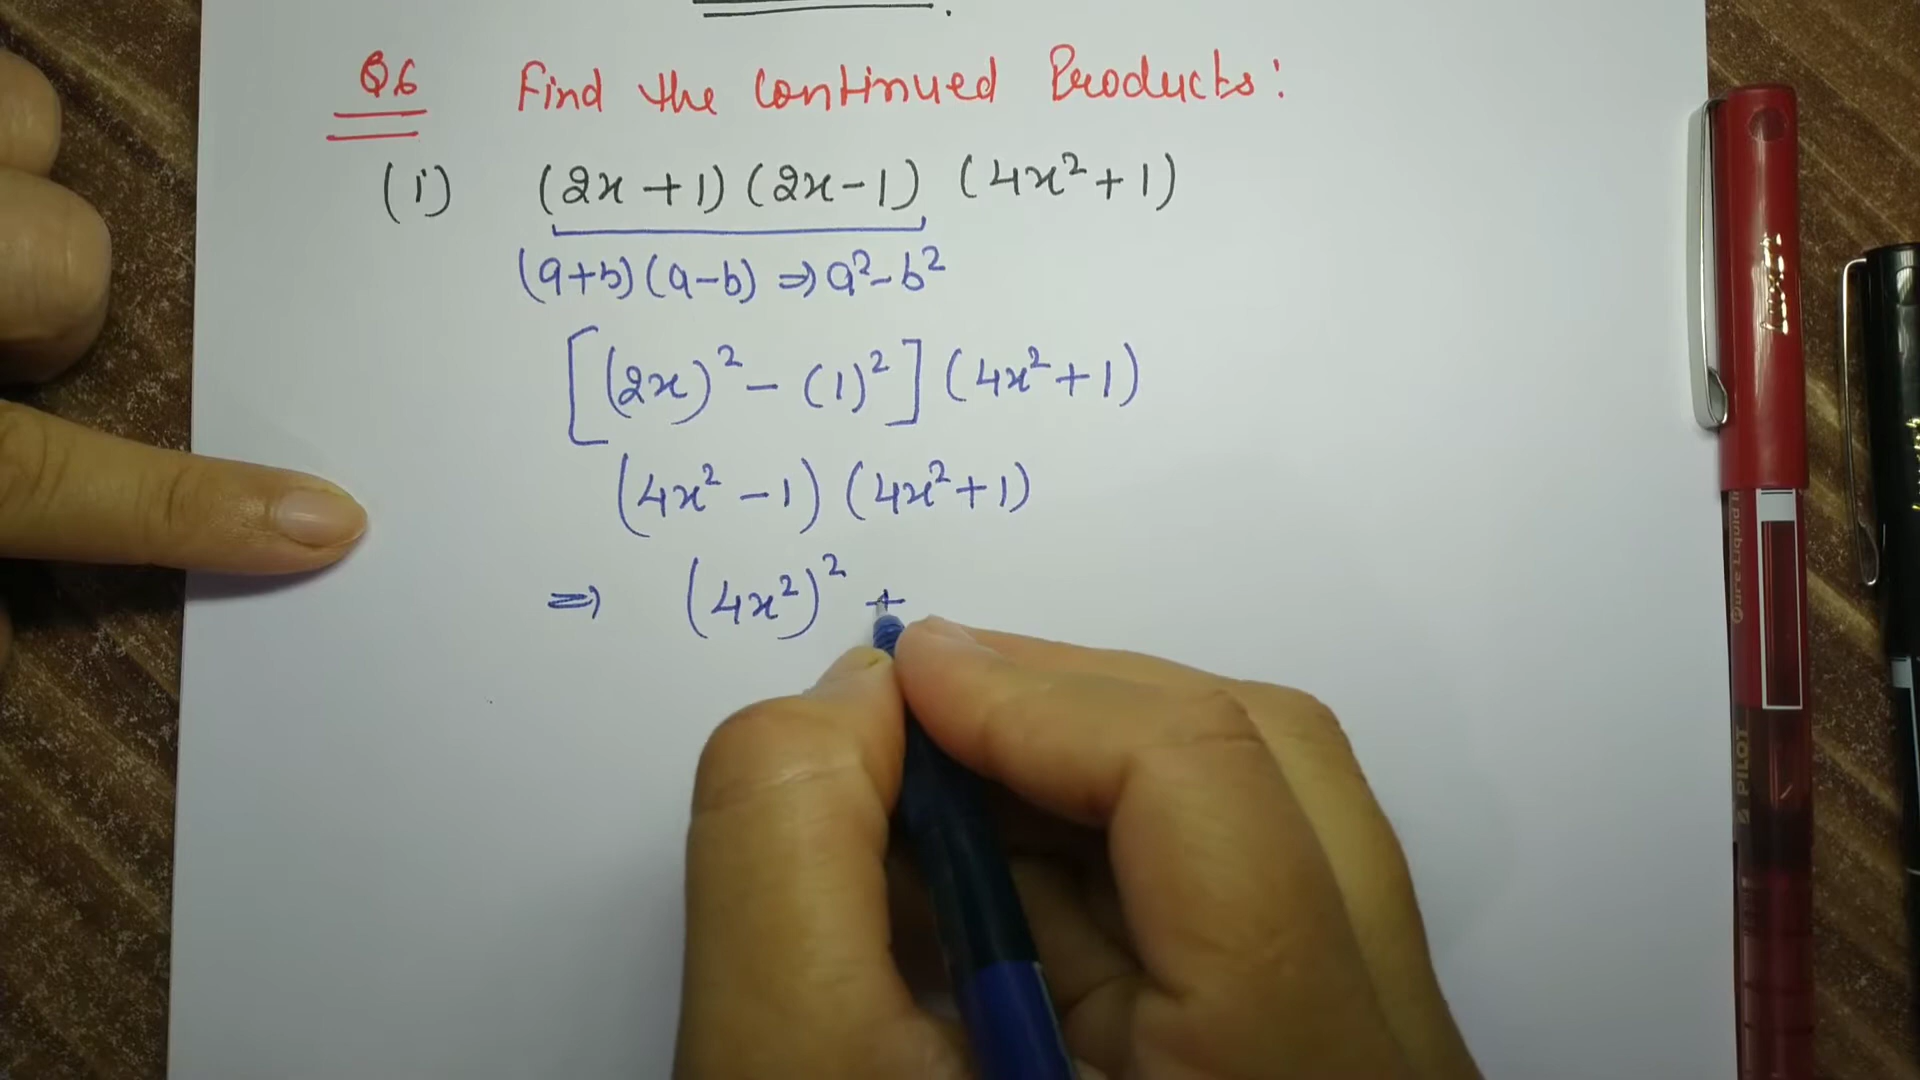 Q6 Find the continued Products:
(i) (2x+1)(2x-1) (4x²+1)
(a+b)(a-b) ⇒ a²-b²
[(2x)² - (1)²] (4x²+1)
(4x² - 1) (4x²+1)
⇒ (4x²)² +
PILOT